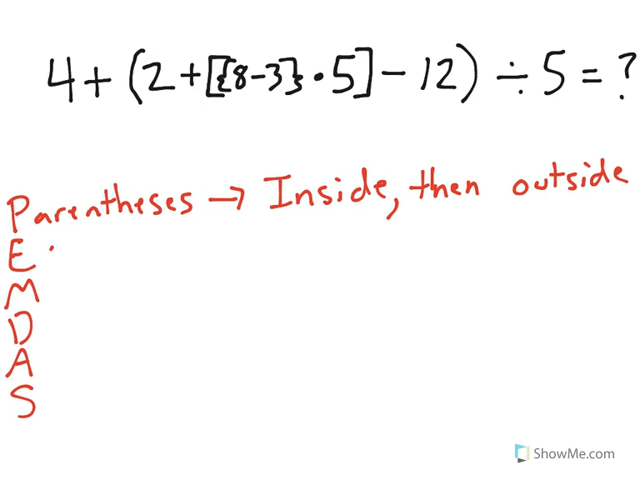 4 + (2 + [{8 - 3} • 5] - 12) ÷ 5 = ?
Parentheses → Inside, then outside
E
M
D
A
S
ShowMe.com